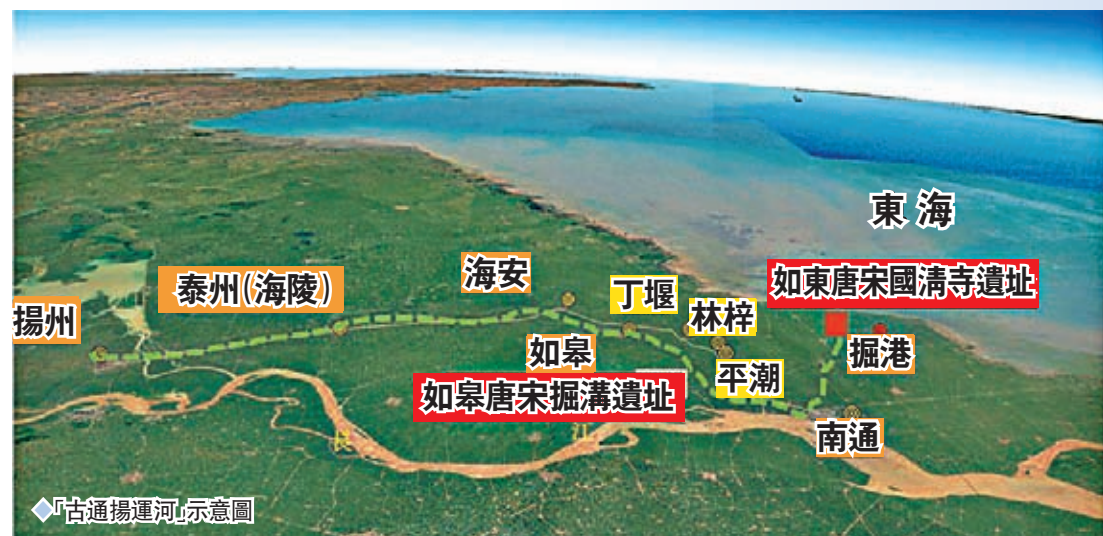 東海
如東唐宋國清寺遺址
海安
泰州(海陵)
丁堰
林梓
揚州
如皋
掘港
平潮
如皋唐宋掘溝遺址
南通
長
江
◆「古通揚運河」示意圖